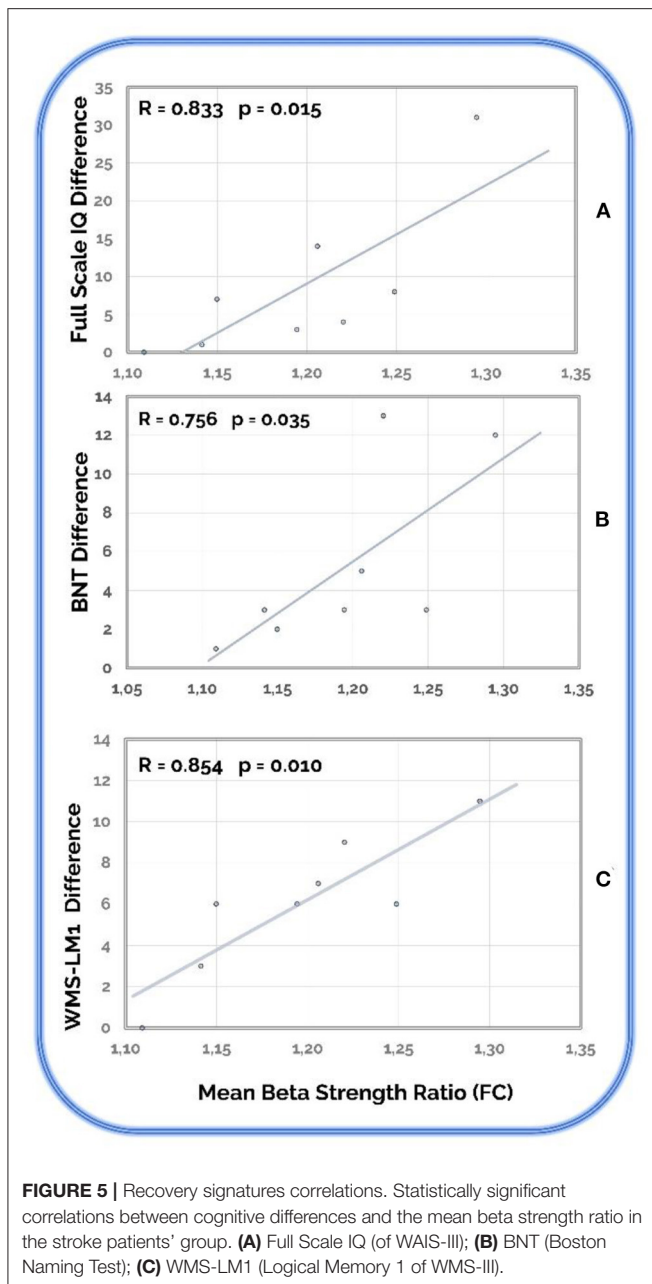 R = 0.833 p = 0.015
Full Scale IQ Difference
35
30
25
20
15
10
5
0
1,10 1,15 1,20 1,25 1,30 1,35
A
R = 0.756 p = 0.035
BNT Difference
14
12
10
8
6
4
2
0
1,05 1,10 1,15 1,20 1,25 1,30 1,35
B
R = 0.854 p = 0.010
WMS-LM1 Difference
14
12
10
8
6
4
2
0
1,10 1,15 1,20 1,25 1,30 1,35
C
Mean Beta Strength Ratio (FC)
FIGURE 5 | Recovery signatures correlations. Statistically significant
correlations between cognitive differences and the mean beta strength ratio in
the stroke patients' group. (A) Full Scale IQ (of WAIS-III); (B) BNT (Boston
Naming Test); (C) WMS-LM1 (Logical Memory 1 of WMS-III).